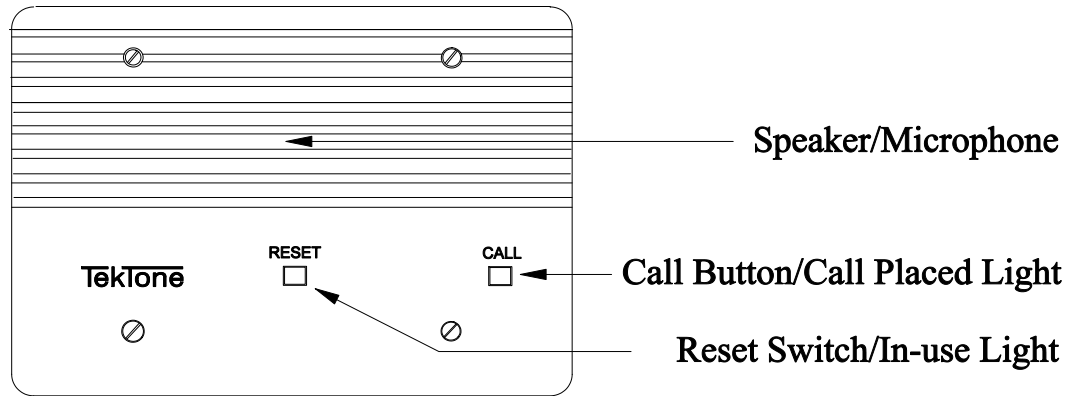 Speaker/Microphone
RESET
CALL
TekTone
Call Button/Call Placed Light
Reset Switch/In-use Light